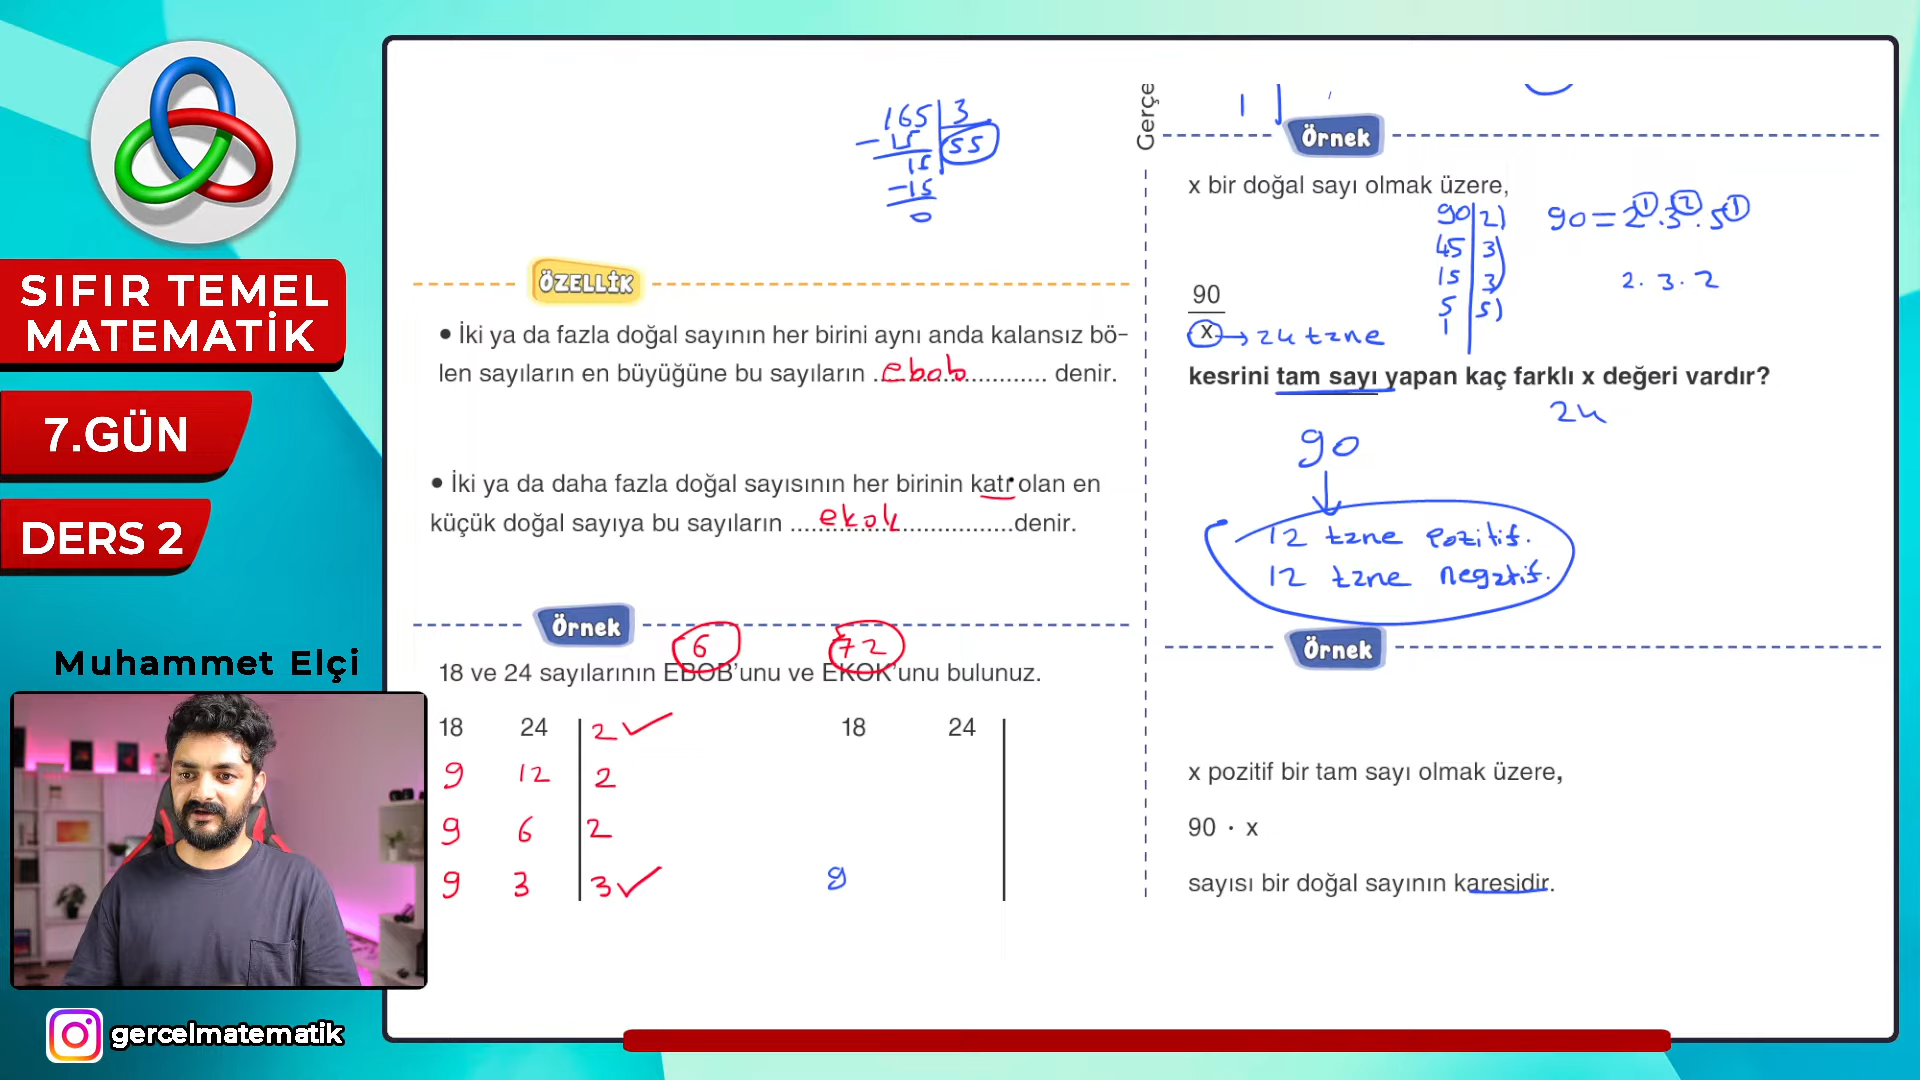 SIFIR TEMEL
MATEMATİK
7.GÜN
DERS 2
Muhammet Elçi
gercelmatematik
165 3
- 15 55
15
-15
0
ÖZELLİK
• İki ya da fazla doğal sayının her birini aynı anda kalansız bö-
len sayıların en büyüğüne bu sayıların ..ebob.................... denir.
• İki ya da daha fazla doğal sayısının her birinin katı olan en
küçük doğal sayıya bu sayıların ....ekok.................denir.
Örnek
6 72
18 ve 24 sayılarının EBOB'unu ve EKOK'unu bulunuz.
18 24 2 ✓
9 12 2
9 6 2
9 3 3 ✓
18 24
9
Gerçe
1
Örnek
x bir doğal sayı olmak üzere,
90 2
45 3
15 3
5 5
1
90 = 2¹.3².5¹
2.3.2
90
x → 24 tane
kesrini tam sayı yapan kaç farklı x değeri vardır?
24
90
12 tane pozitif.
12 tane negatif.
Örnek
x pozitif bir tam sayı olmak üzere,
90 · x
sayısı bir doğal sayının karesidir.